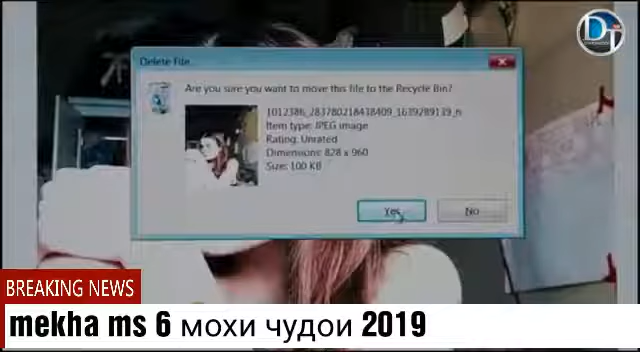 Delete File
Are you sure you want to move this file to the Recycle Bin?
1012386_283780218438409_1639289139_n
Item type: JPEG image
Rating: Unrated
Dimensions: 828 x 960
Size: 100 KB
Yes
No
BREAKING NEWS
mekha ms 6 мохи чудои 2019